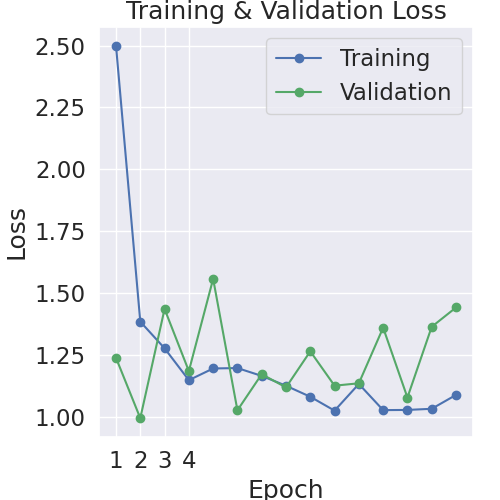 Training & Validation Loss
2.50
2.25
2.00
1.75
1.50
1.25
1.00
Loss
Training
Validation
1 2 3 4
Epoch